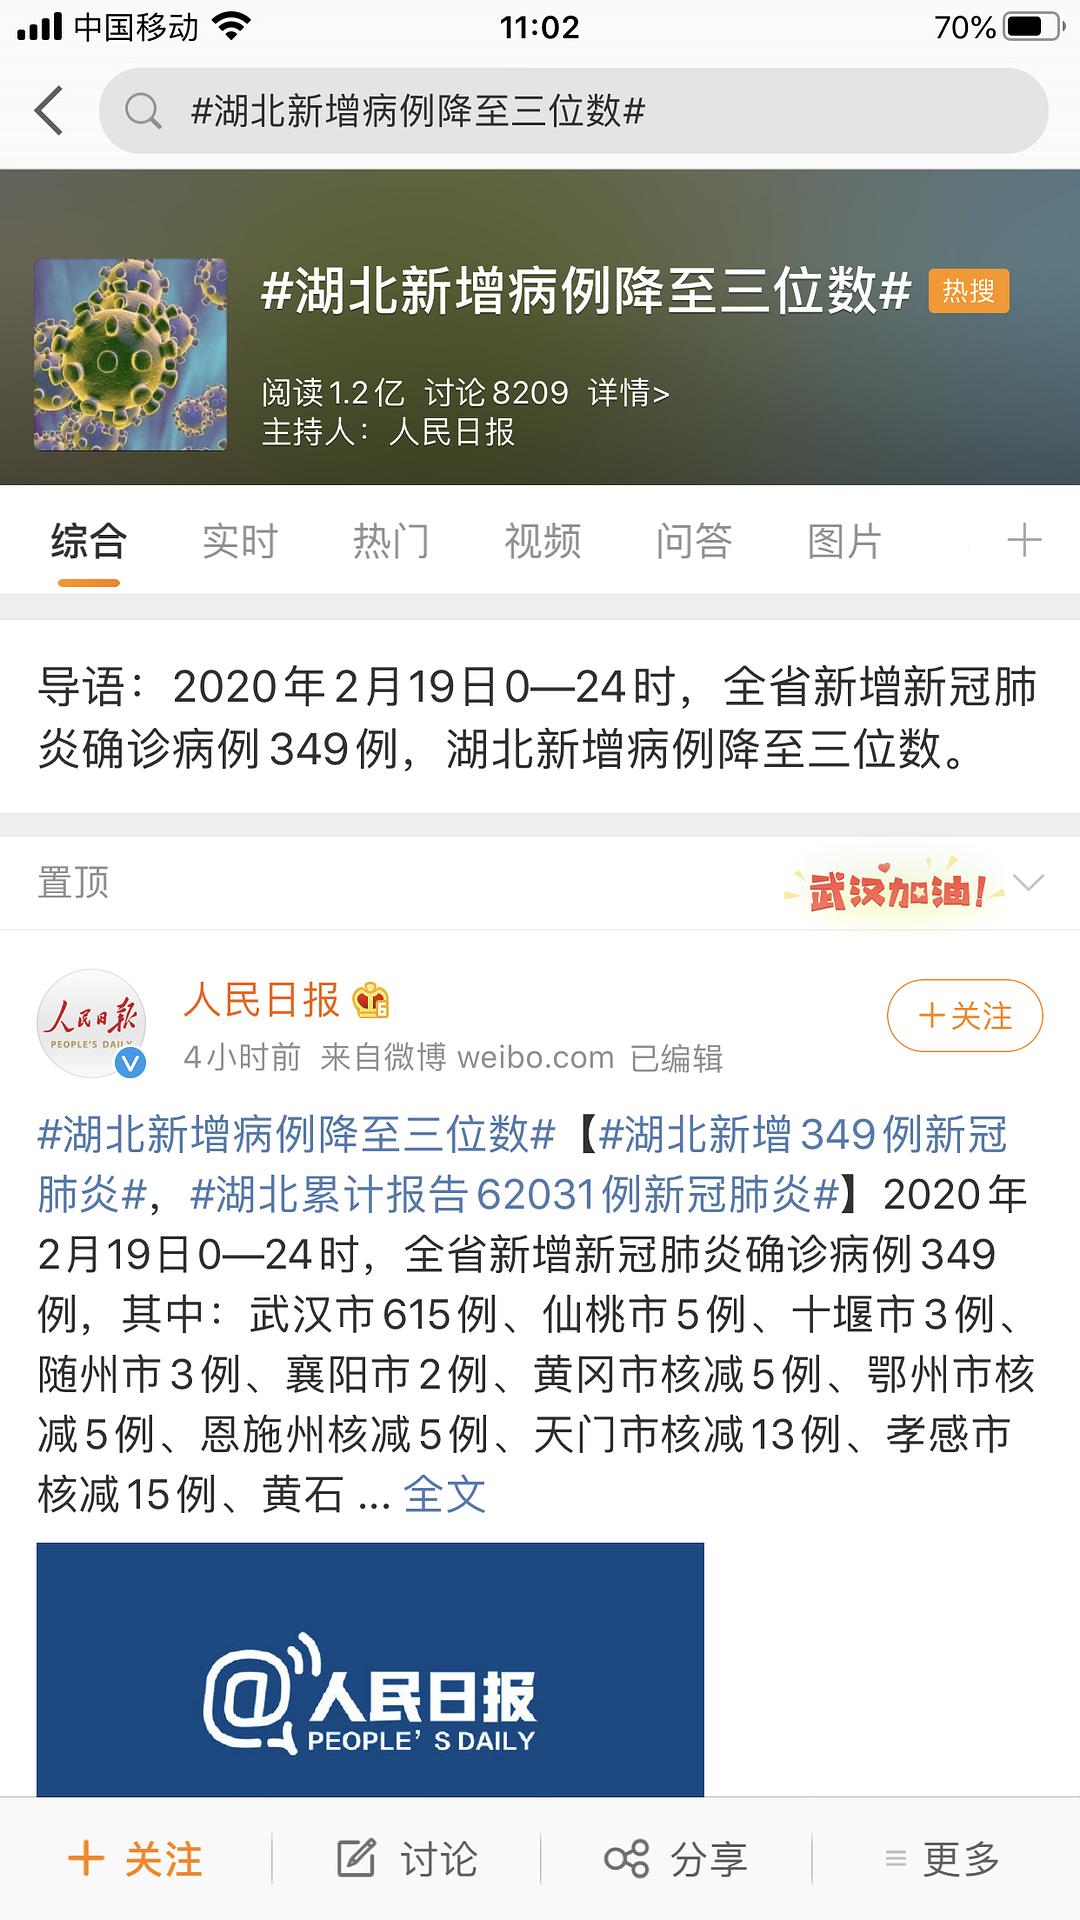 中国移动 11:02 70%
#湖北新增病例降至三位数#
#湖北新增病例降至三位数# 热搜
阅读1.2亿 讨论8209 详情>
主持人：人民日报
综合 实时 热门 视频 问答 图片
导语：2020年2月19日0—24时，全省新增新冠肺
炎确诊病例349例，湖北新增病例降至三位数。
置顶 武汉加油!
人民日报
PEOPLE'S DAILY
人民日报
4小时前 来自微博 weibo.com 已编辑
+关注
#湖北新增病例降至三位数#【#湖北新增349例新冠
肺炎#，#湖北累计报告62031例新冠肺炎#】2020年
2月19日0—24时，全省新增新冠肺炎确诊病例349
例，其中：武汉市615例、仙桃市5例、十堰市3例、
随州市3例、襄阳市2例、黄冈市核减5例、鄂州市核
减5例、恩施州核减5例、天门市核减13例、孝感市
核减15例、黄石 ... 全文
@人民日报
PEOPLE'S DAILY
+ 关注 讨论 分享 更多